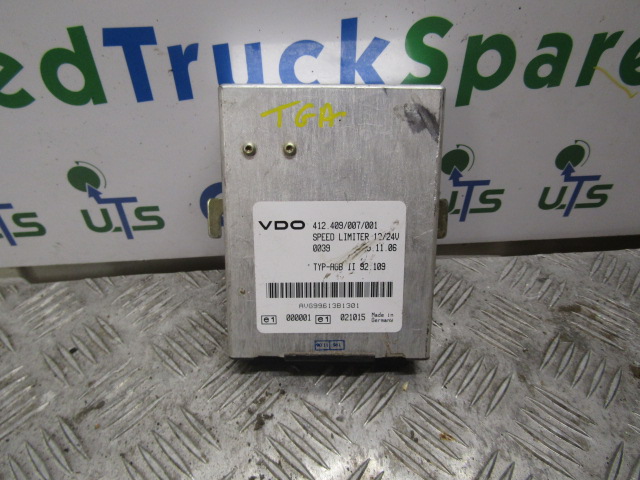 edTruckSpare
UTS
TGA
UTS
UTS
UTS
VDO 412.409/007/001
SPEED LIMITER 12/24V
0039 11.06
TYP-AGB II 92.109
e1 000001 e1 021015 Made in
Germany